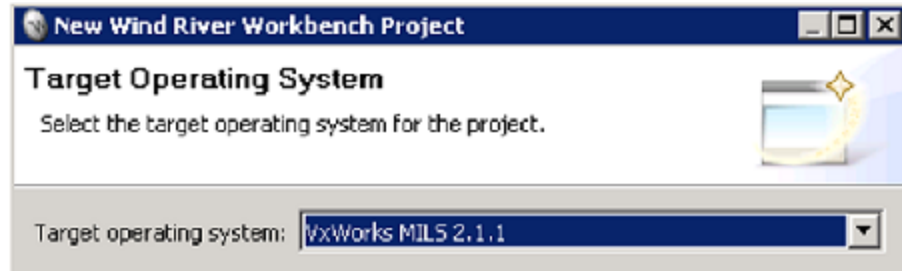 New Wind River Workbench Project
Target Operating System
Select the target operating system for the project.
Target operating system: VxWorks MILS 2.1.1